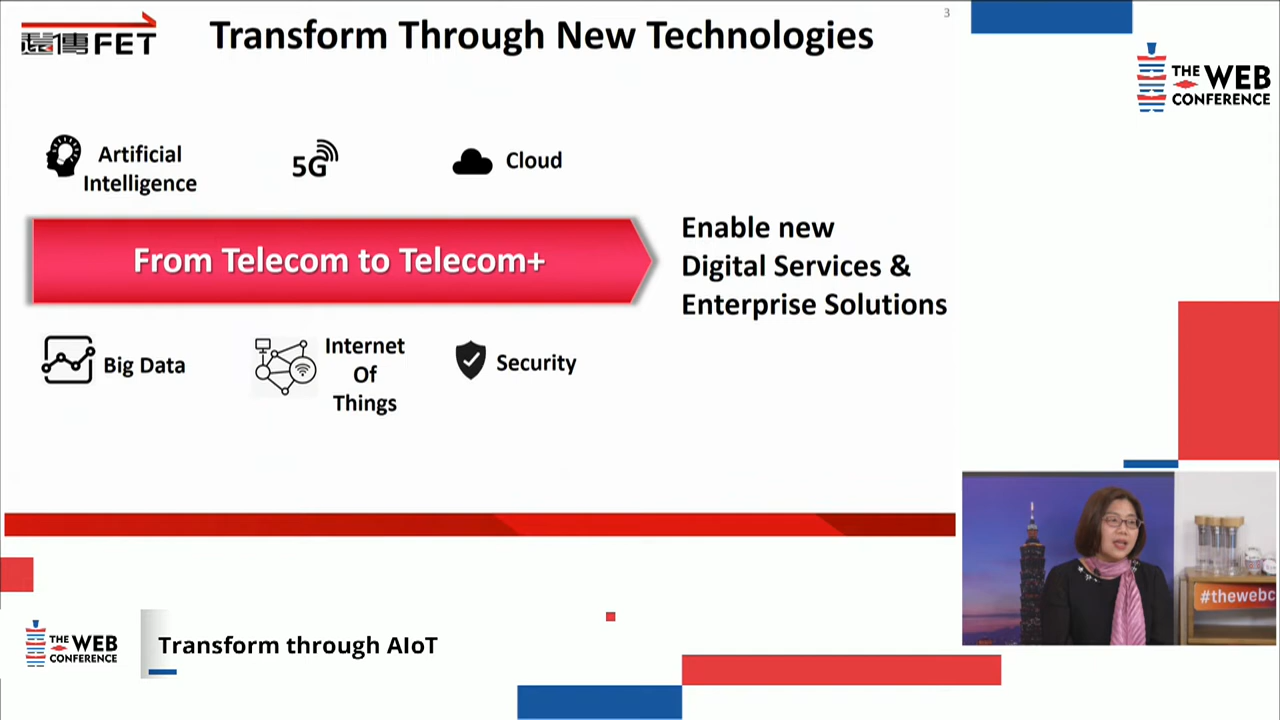 遠傳FET
Transform Through New Technologies
3
THE WEB
CONFERENCE
Artificial
Intelligence
5G
Cloud
From Telecom to Telecom+
Enable new
Digital Services &
Enterprise Solutions
Big Data
Internet
Of
Things
Security
#thewebc
THE WEB
CONFERENCE
Transform through AIoT